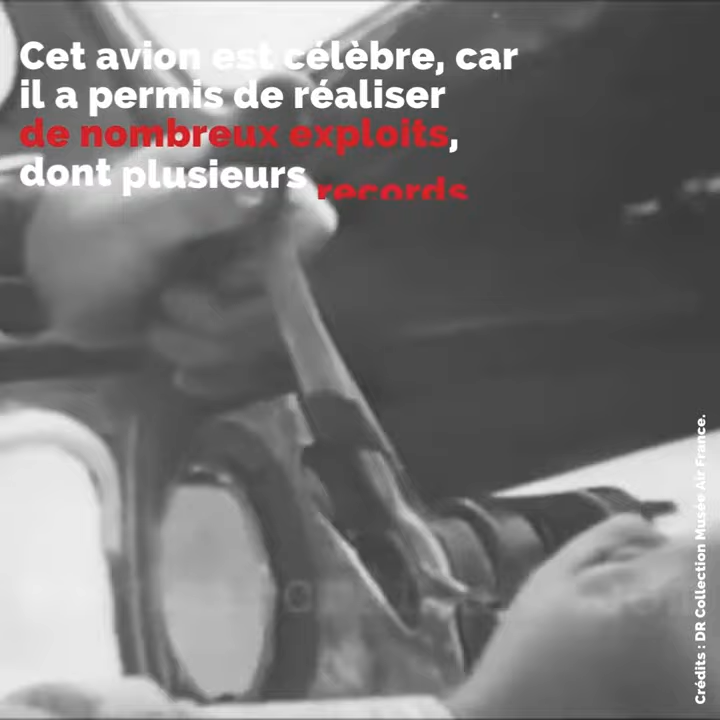 Cet avion est célèbre, car
il a permis de réaliser
de nombreux exploits,
dont plusieurs records
Crédits : DR Collection Musée Air France.